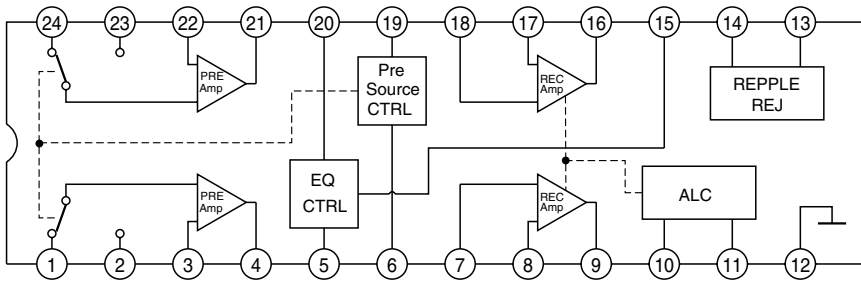 24 23 22 21 20 19 18 17 16 15 14 13
PRE
Amp
Pre
Source
CTRL
REC
Amp
REPPLE
REJ
PRE
Amp
EQ
CTRL
REC
Amp
ALC
1 2 3 4 5 6 7 8 9 10 11 12